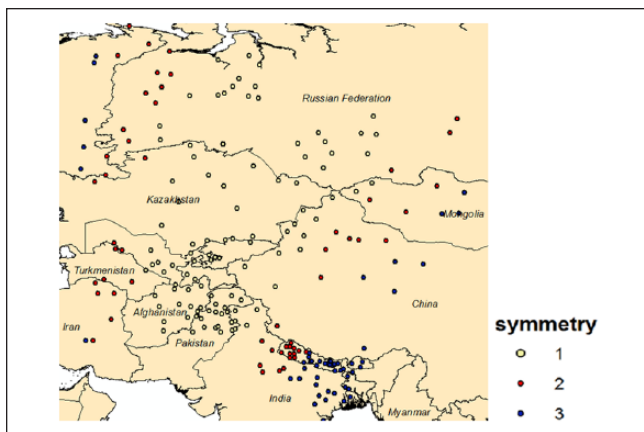 Russian Federation
Kazakhstan
Mongolia
Turkmenistan
China
Afghanistan
Iran
Pakistan
India
Myanmar
symmetry
1
2
3